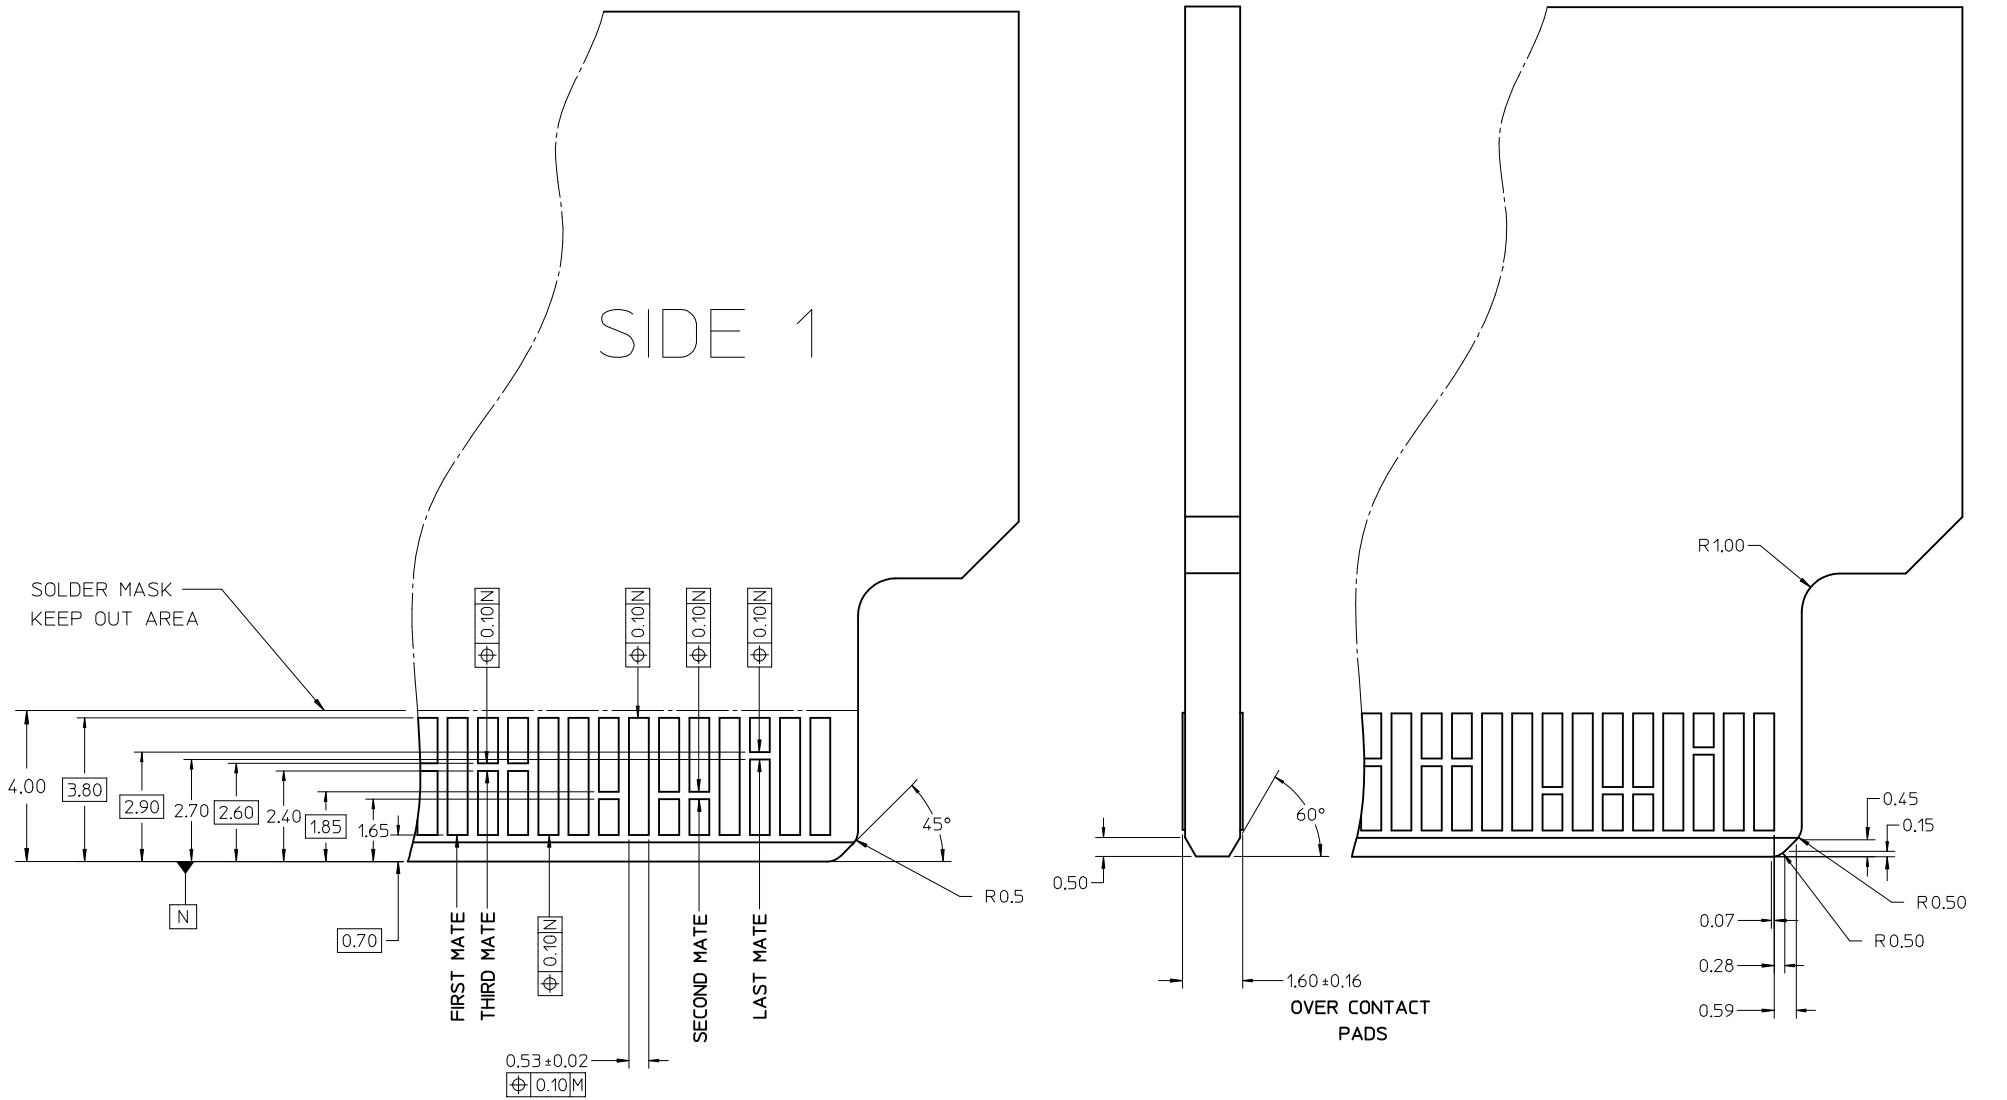 SIDE 1
R1.00
SOLDER MASK
KEEP OUT AREA
⌖ 0.10 N
⌖ 0.10 N
⌖ 0.10 N
⌖ 0.10 N
4.00
3.80
2.90
2.70
2.60
2.40
1.85
1.65
45°
60°
0.45
0.15
0.50
R0.5
N
0.70
FIRST MATE
THIRD MATE
⌖ 0.10 N
SECOND MATE
LAST MATE
R0.50
0.07
R0.50
0.28
1.60±0.16
OVER CONTACT
PADS
0.59
0.53±0.02
⌖ 0.10 M